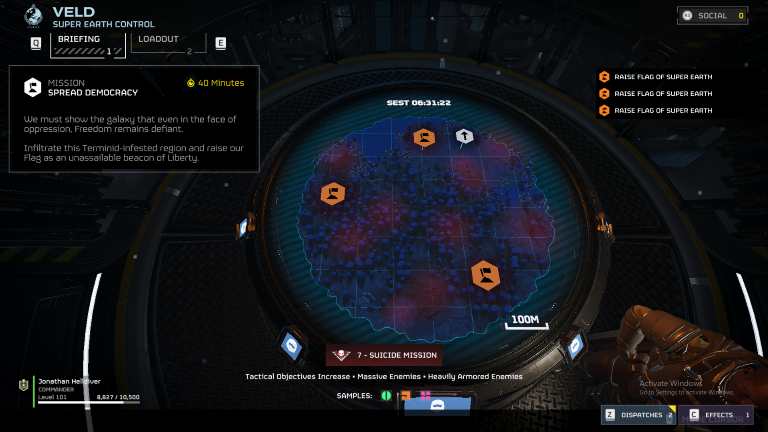 VELD
SUPER EARTH CONTROL
Q
BRIEFING
1
LOADOUT
2
E
SOCIAL 0
MISSION
SPREAD DEMOCRACY
40 Minutes
We must show the galaxy that even in the face of
oppression, Freedom remains defiant.
Infiltrate this Terminid-infested region and raise our
Flag as an unassailable beacon of Liberty.
RAISE FLAG OF SUPER EARTH
RAISE FLAG OF SUPER EARTH
RAISE FLAG OF SUPER EARTH
SEST 06:31:22
100M
7 - SUICIDE MISSION
Tactical Objectives Increase • Massive Enemies • Heavily Armored Enemies
SAMPLES:
Jonathan Hellciver
COMMANDER
Level 101
8,827 / 10,500
Activate Windows
Go to Settings to activate Windows.
Z DISPATCHES 2
C EFFECTS 1
MOVE CURSOR